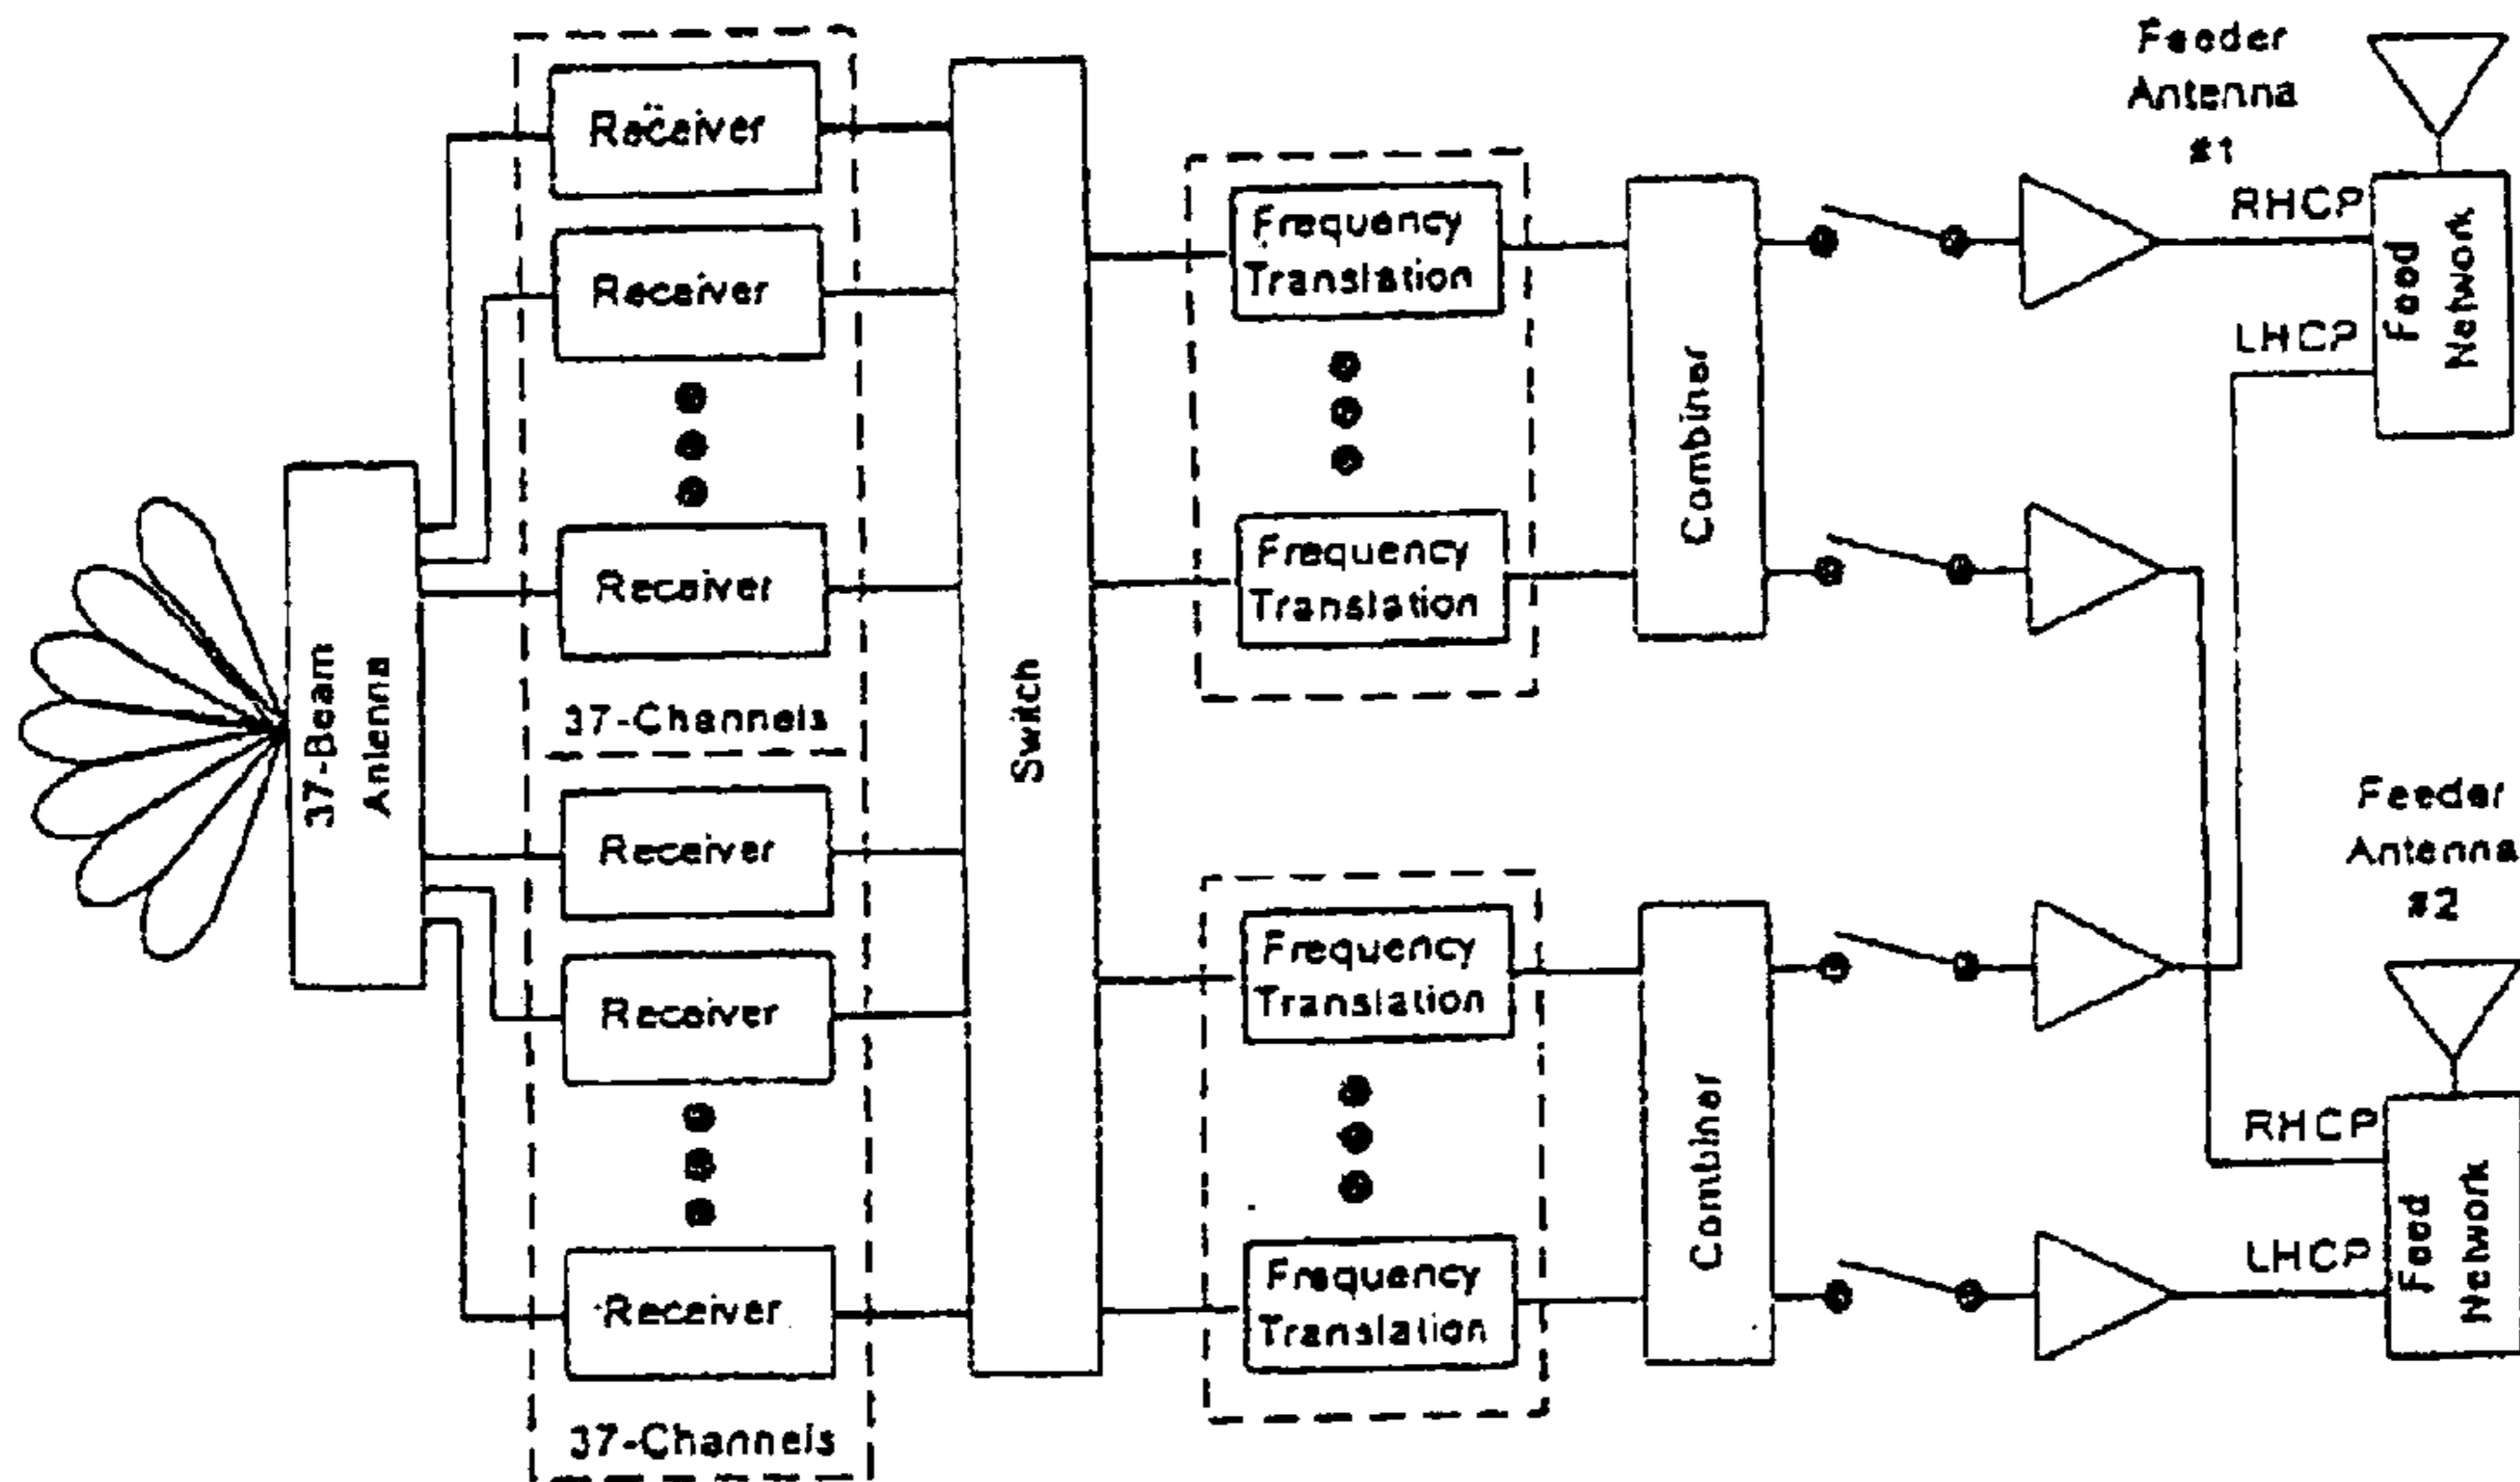 Receiver
Receiver
Receiver
37-Channels
Receiver
Receiver
Receiver
37-Channels
37-Beam
Antenna
Switch
Frequency
Translation
Frequency
Translation
Frequency
Translation
Frequency
Translation
Combiner
Combiner
Feeder
Antenna
#1
RHCP
LHCP
Feed
Network
Feeder
Antenna
#2
RHCP
LHCP
Feed
Network